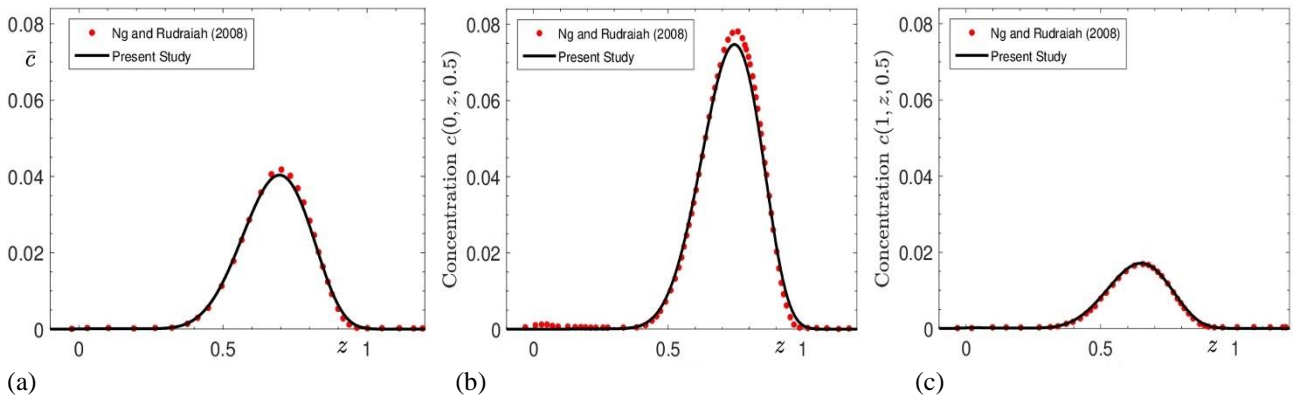 Ng and Rudraiah (2008)
Present Study
c̄
0.08
0.06
0.04
0.02
0
0
0.5
z
1
(a)
Ng and Rudraiah (2008)
Present Study
Concentration c(0, z, 0.5)
0.08
0.06
0.04
0.02
0
0
0.5
z
1
(b)
Ng and Rudraiah (2008)
Present Study
Concentration c(1, z, 0.5)
0.08
0.06
0.04
0.02
0
0
0.5
z
1
(c)